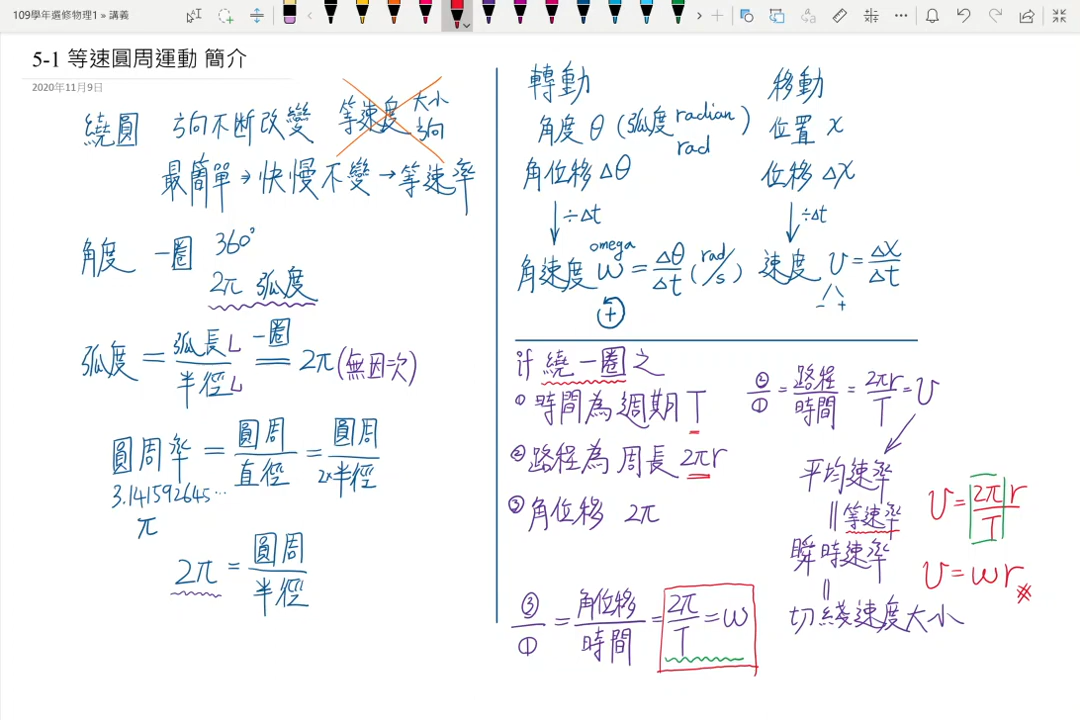 109學年選修物理1 » 講義
5-1 等速圓周運動 簡介
2020年11月9日
繞圓 方向不斷改變 等速度 大小 方向
最簡單→快慢不變→等速率
角度 一圈 360°
2π 弧度
弧度 = 弧長L / 半徑L 一圈 = 2π (無因次)
圓周率 = 圓周 / 直徑 = 圓周 / 2×半徑
3.141592645...
π
2π = 圓周 / 半徑
轉動
角度 θ (弧度 radian rad)
角位移 Δθ
↓ ÷Δt
omega
角速度 ω = Δθ / Δt (rad/s)
+
移動
位置 x
位移 Δx
↓ ÷Δt
速度 v = Δx / Δt
- +
計 繞一圈之
① 時間為週期 T
② 路程為 周長 2πr
③ 角位移 2π
③ / ① = 角位移 / 時間 = 2π / T = ω
② / ① = 路程 / 時間 = 2πr / T = v
平均速率
|| 等速率
瞬時速率
||
切綫速度大小
v = 2πr / T
v = ωr ※